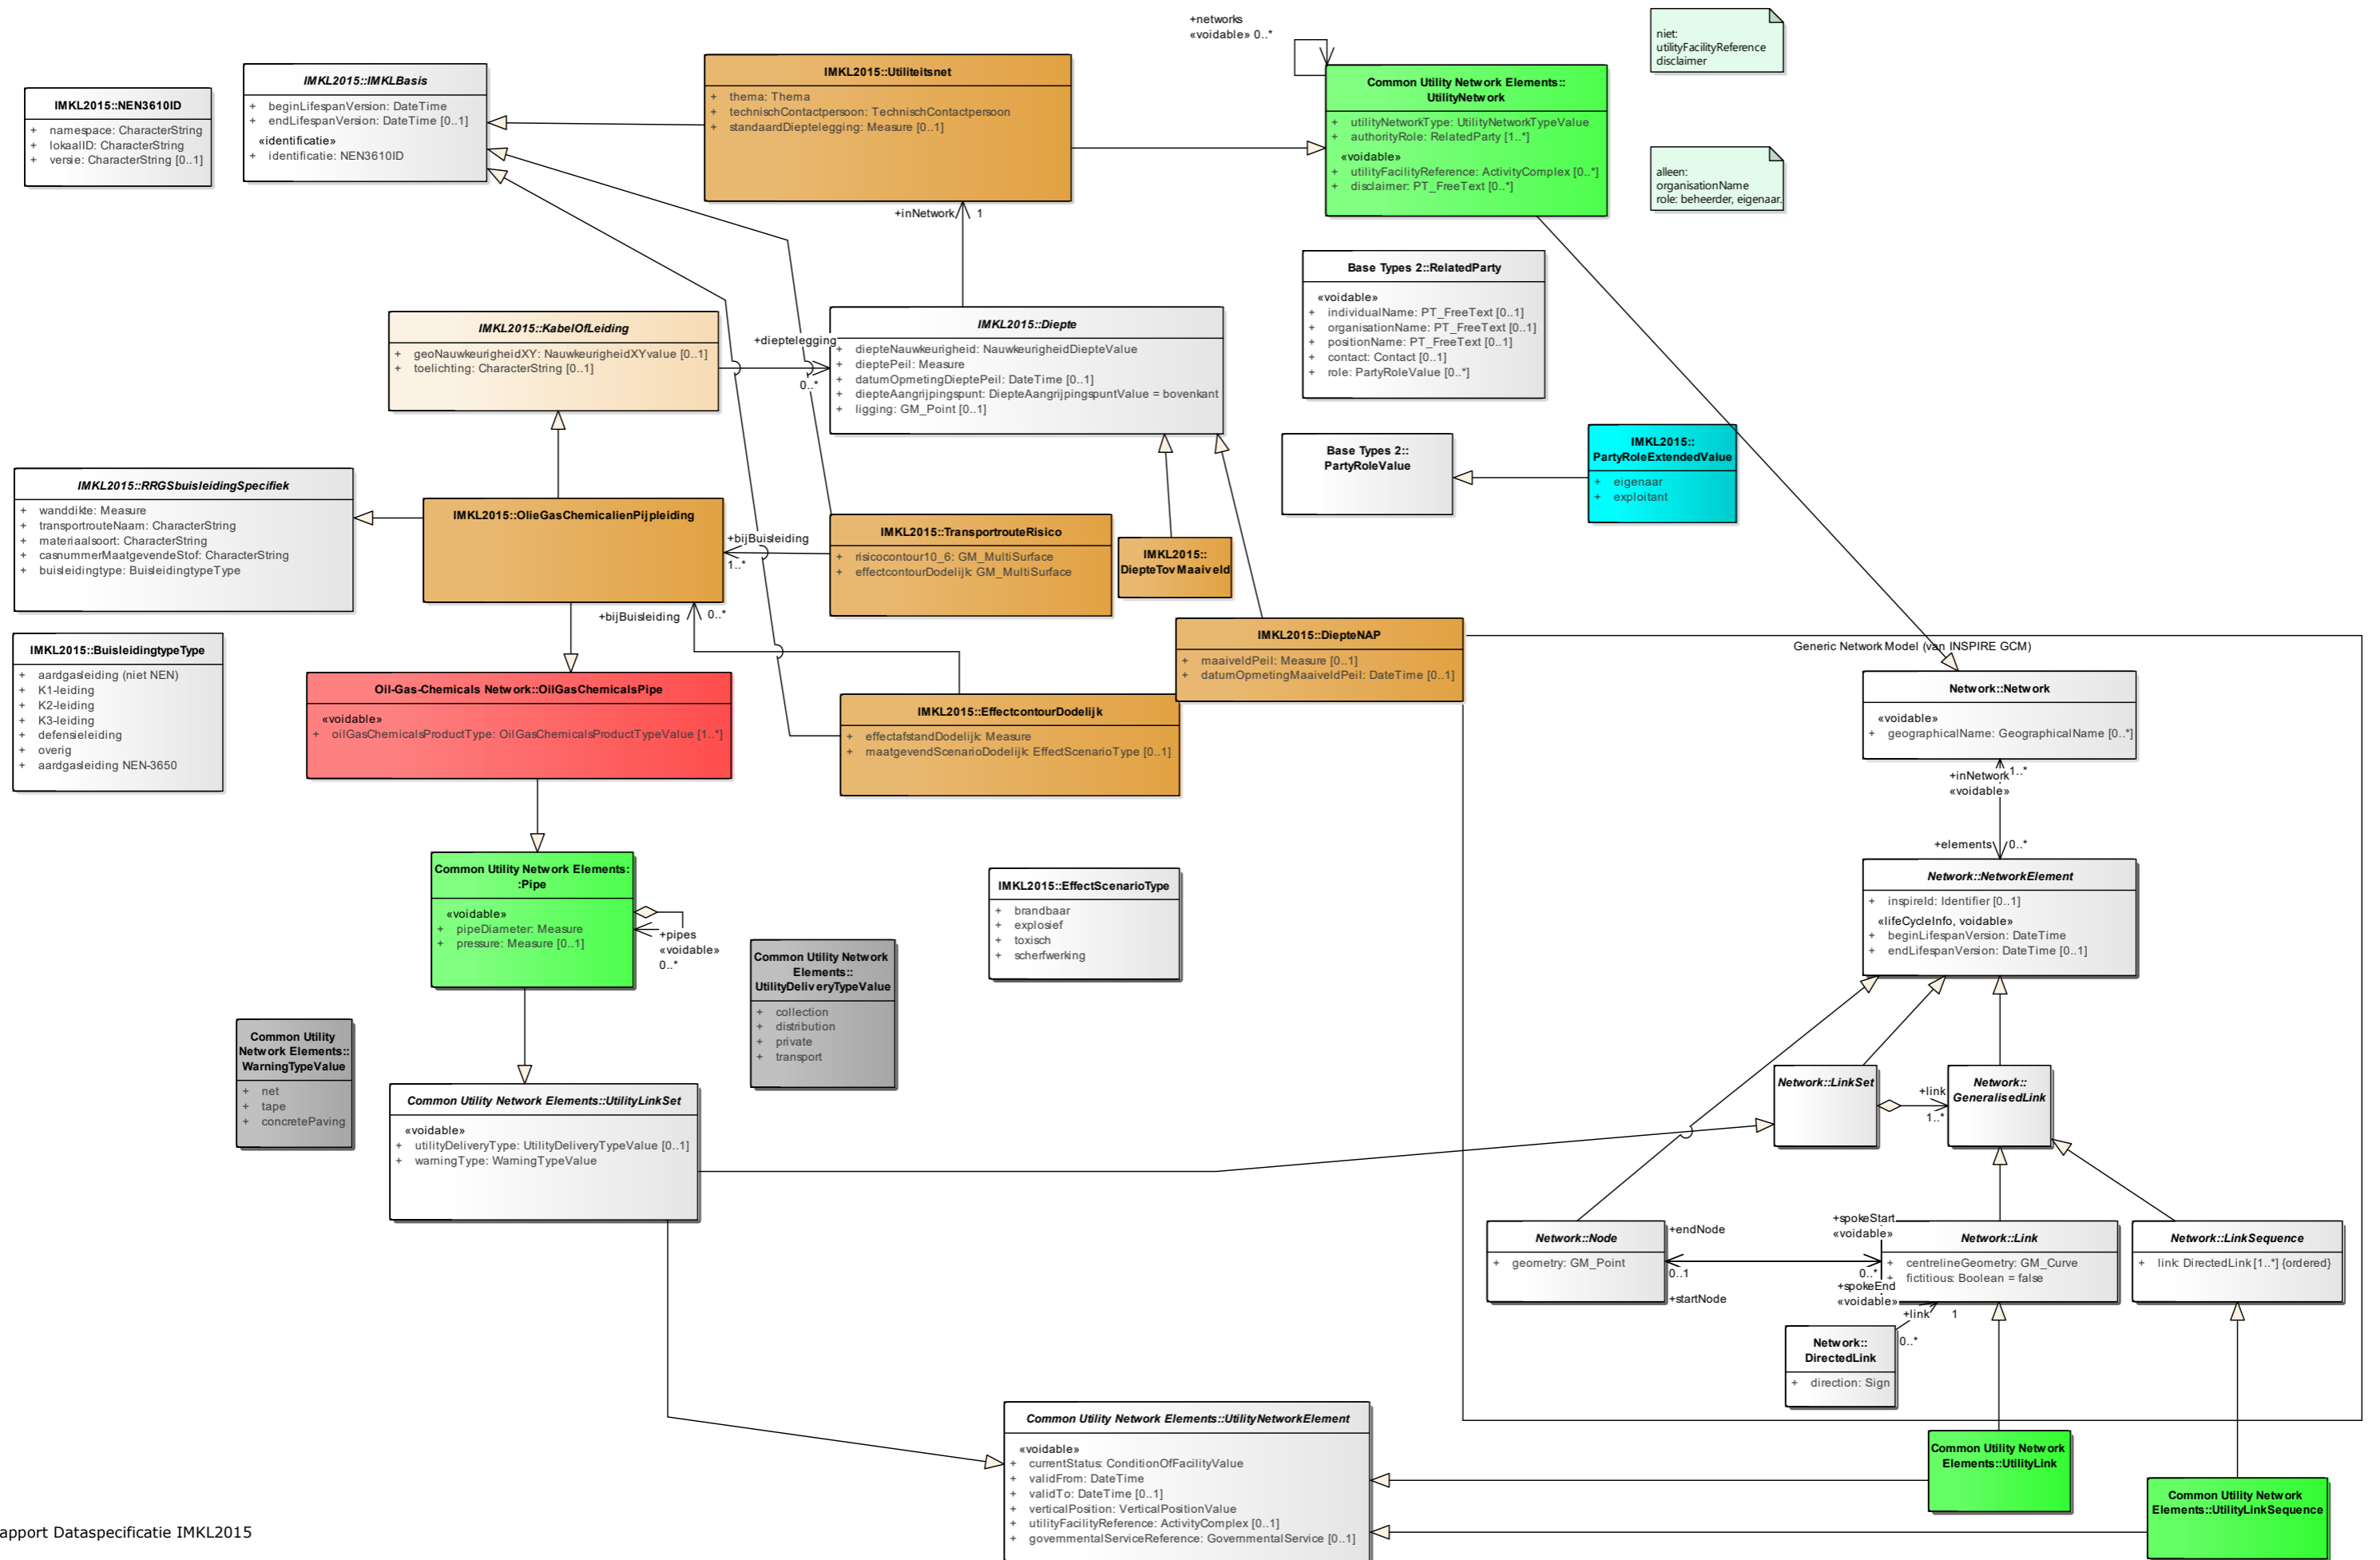 +networks
«voidable» 0..*
niet:
utilityFacilityReference
disclaimer
IMKL2015::NEN3610ID
+ namespace: CharacterString
+ lokaalID: CharacterString
+ versie: CharacterString [0..1]
IMKL2015::IMKLBasis
+ beginLifespanVersion: DateTime
+ endLifespanVersion: DateTime [0..1]
«identificatie»
+ identificatie: NEN3610ID
IMKL2015::Utiliteitsnet
+ thema: Thema
+ technischContactpersoon: TechnischContactpersoon
+ standaardDieptelegging: Measure [0..1]
Common Utility Network Elements::
UtilityNetwork
+ utilityNetworkType: UtilityNetworkTypeValue
+ authorityRole: RelatedParty [1..*]
«voidable»
+ utilityFacilityReference: ActivityComplex [0..*]
+ disclaimer: PT_FreeText [0..*]
alleen:
organisationName
role: beheerder, eigenaar.
+inNetwork 1
Base Types 2::RelatedParty
«voidable»
+ individualName: PT_FreeText [0..1]
+ organisationName: PT_FreeText [0..1]
+ positionName: PT_FreeText [0..1]
+ contact: Contact [0..1]
+ role: PartyRoleValue [0..*]
IMKL2015::KabelOfLeiding
+ geoNauwkeurigheidXY: NauwkeurigheidXYvalue [0..1]
+ toelichting: CharacterString [0..1]
+dieptelegging
0..*
IMKL2015::Diepte
+ diepteNauwkeurigheid: NauwkeurigheidDiepteValue
+ dieptePeil: Measure
+ datumOpmetingDieptePeil: DateTime [0..1]
+ diepteAangrijpingspunt: DiepteAangrijpingspuntValue = bovenkant
+ ligging: GM_Point [0..1]
Base Types 2::
PartyRoleValue
IMKL2015::
PartyRoleExtendedValue
+ eigenaar
+ exploitant
IMKL2015::RRGSbuisleidingSpecifiek
+ wanddikte: Measure
+ transportrouteNaam: CharacterString
+ materiaalsoort: CharacterString
+ casnummerMaatgevendeStof: CharacterString
+ buisleidingtype: BuisleidingtypeType
IMKL2015::OlieGasChemicalienPijpleiding
+bijBuisleiding
1..*
IMKL2015::TransportrouteRisico
+ risicocontour10_6: GM_MultiSurface
+ effectcontourDodelijk: GM_MultiSurface
IMKL2015::
DiepteTovMaaiveld
+bijBuisleiding 0..*
IMKL2015::DiepteNAP
+ maaiveldPeil: Measure [0..1]
+ datumOpmetingMaaiveldPeil: DateTime [0..1]
Generic Network Model (van INSPIRE GCM)
IMKL2015::BuisleidingtypeType
+ aardgasleiding (niet NEN)
+ K1-leiding
+ K2-leiding
+ K3-leiding
+ defensieleiding
+ overig
+ aardgasleiding NEN-3650
Oil-Gas-Chemicals Network::OilGasChemicalsPipe
«voidable»
+ oilGasChemicalsProductType: OilGasChemicalsProductTypeValue [1..*]
IMKL2015::EffectcontourDodelijk
+ effectafstandDodelijk: Measure
+ maatgevendScenarioDodelijk: EffectScenarioType [0..1]
Network::Network
«voidable»
+ geographicalName: GeographicalName [0..*]
+inNetwork 1..*
«voidable»
+elements 0..*
Common Utility Network Elements:
:Pipe
«voidable»
+ pipeDiameter: Measure
+ pressure: Measure [0..1]
+pipes
«voidable»
0..*
IMKL2015::EffectScenarioType
+ brandbaar
+ explosief
+ toxisch
+ scherfwerking
Network::NetworkElement
+ inspireId: Identifier [0..1]
«lifeCycleInfo, voidable»
+ beginLifespanVersion: DateTime
+ endLifespanVersion: DateTime [0..1]
Common Utility Network
Elements::
UtilityDeliveryTypeValue
+ collection
+ distribution
+ private
+ transport
Common Utility
Network Elements::
WarningTypeValue
+ net
+ tape
+ concretePaving
Common Utility Network Elements::UtilityLinkSet
«voidable»
+ utilityDeliveryType: UtilityDeliveryTypeValue [0..1]
+ warningType: WarningTypeValue
Network::LinkSet
+link
1..*
Network::
GeneralisedLink
Network::Node
+ geometry: GM_Point
+endNode
0..1
+startNode
+spokeStart
«voidable»
0..*
+spokeEnd
«voidable»
Network::Link
+ centrelineGeometry: GM_Curve
+ fictitious: Boolean = false
Network::LinkSequence
+ link: DirectedLink [1..*] {ordered}
+link 1
0..*
Network::
DirectedLink
+ direction: Sign
Common Utility Network Elements::UtilityNetworkElement
«voidable»
+ currentStatus: ConditionOfFacilityValue
+ validFrom: DateTime
+ validTo: DateTime [0..1]
+ verticalPosition: VerticalPositionValue
+ utilityFacilityReference: ActivityComplex [0..1]
+ governmentalServiceReference: GovernmentalService [0..1]
Common Utility Network
Elements::UtilityLink
Common Utility Network
Elements::UtilityLinkSequence
apport Dataspecificatie IMKL2015